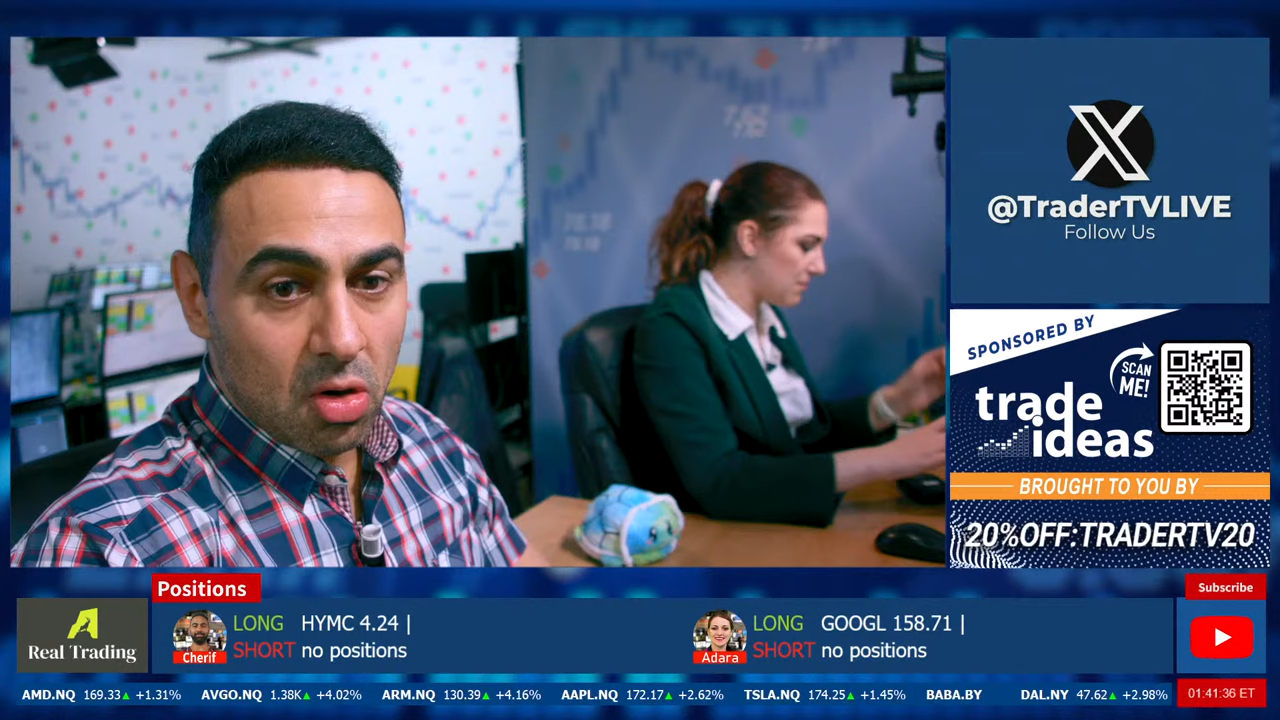 @TraderTVLIVE
Follow Us
SPONSORED BY
SCAN
ME!
trade
ideas
BROUGHT TO YOU BY
20%OFF:TRADERTV20
Positions
Subscribe
Real Trading
Cherif
LONG HYMC 4.24 |
SHORT no positions
Adara
LONG GOOGL 158.71 |
SHORT no positions
AMD.NQ 169.33▲ +1.31% AVGO.NQ 1.38K▲ +4.02% ARM.NQ 130.39▲ +4.16% AAPL.NQ 172.17▲ +2.62% TSLA.NQ 174.25▲ +1.45% BABA.BY DAL.NY 47.62▲ +2.98%
01:41:36 ET